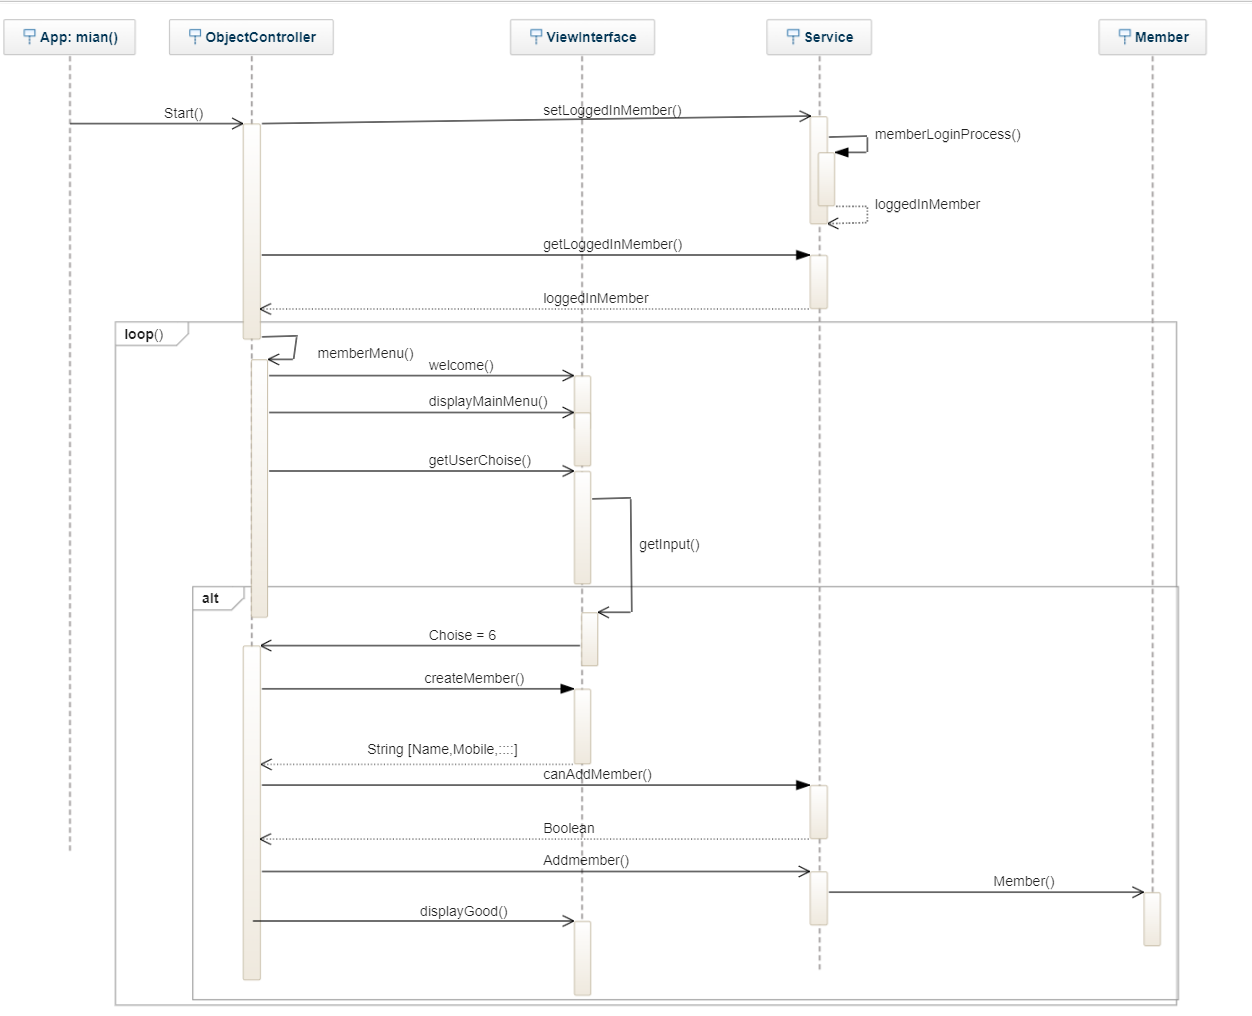 App: mian()
ObjectController
ViewInterface
Service
Member
Start()
setLoggedInMember()
memberLoginProcess()
loggedInMember
getLoggedInMember()
loggedInMember
loop()
memberMenu()
welcome()
displayMainMenu()
getUserChoise()
getInput()
alt
Choise = 6
createMember()
String [Name,Mobile,::::]
canAddMember()
Boolean
Addmember()
Member()
displayGood()